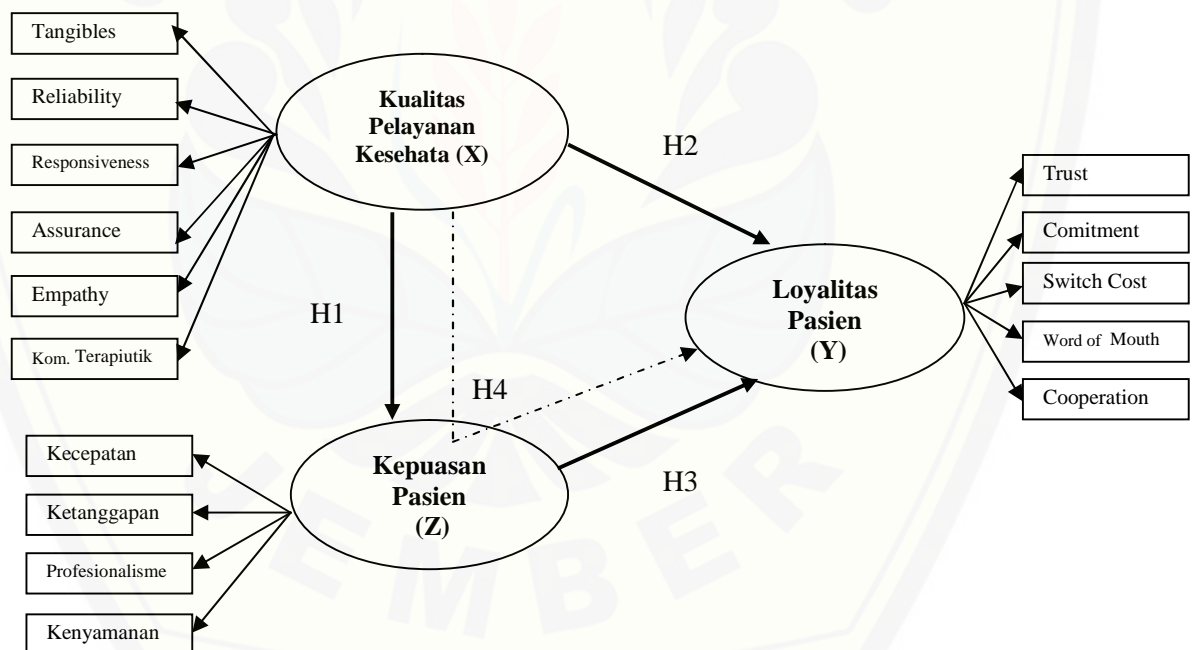 Tangibles
Reliability
Responsiveness
Assurance
Empathy
Kom. Terapiutik
Kualitas
Pelayanan
Kesehata (X)
H2
H1
H4
H3
Loyalitas
Pasien
(Y)
Trust
Comitment
Switch Cost
Word of Mouth
Cooperation
Kecepatan
Ketanggapan
Profesionalisme
Kenyamanan
Kepuasan
Pasien
(Z)
EMBER